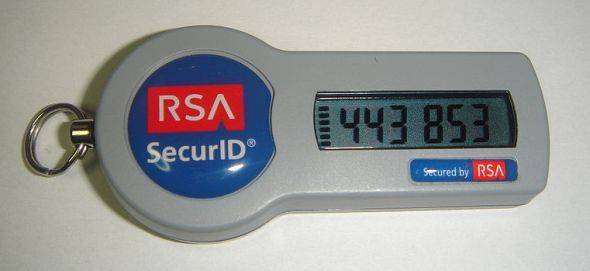 RSA
SecurID®
443 853
Secured by RSA